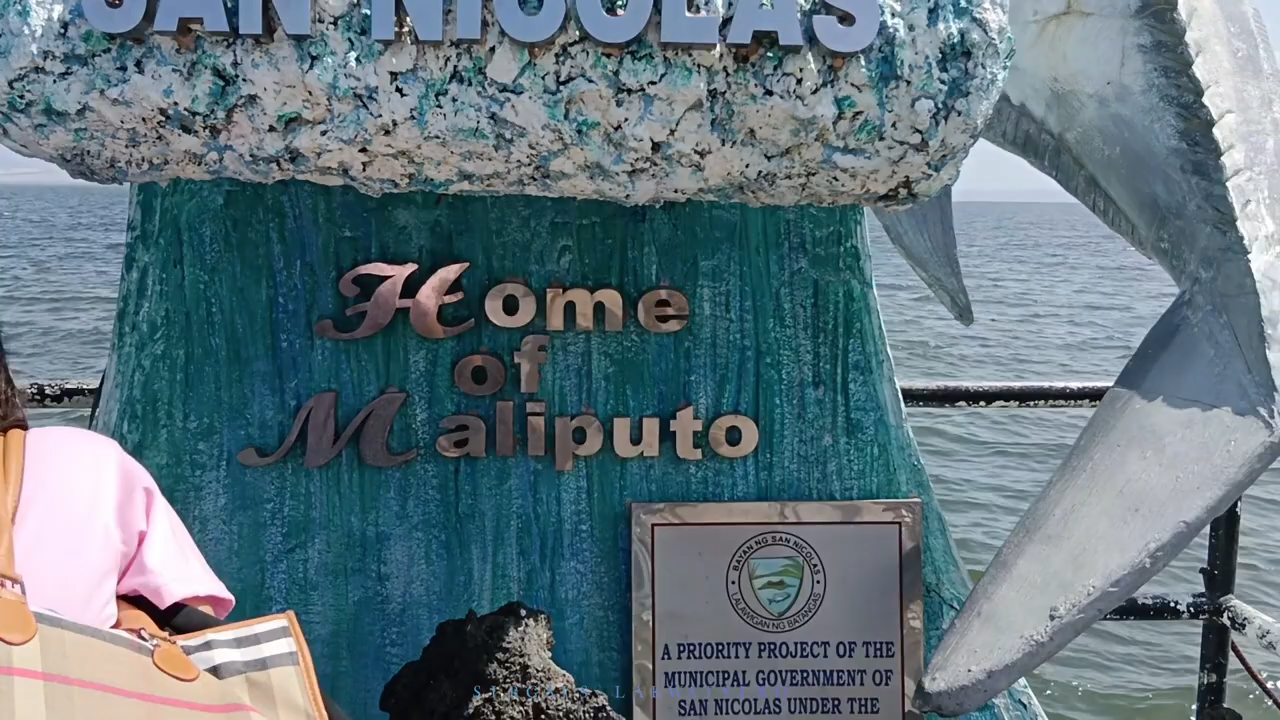 SAN NICOLAS
Home
of
Maliputo
BAYAN NG SAN NICOLAS
LALAWIGAN NG BATANGAS
A PRIORITY PROJECT OF THE
MUNICIPAL GOVERNMENT OF
SAN NICOLAS UNDER THE